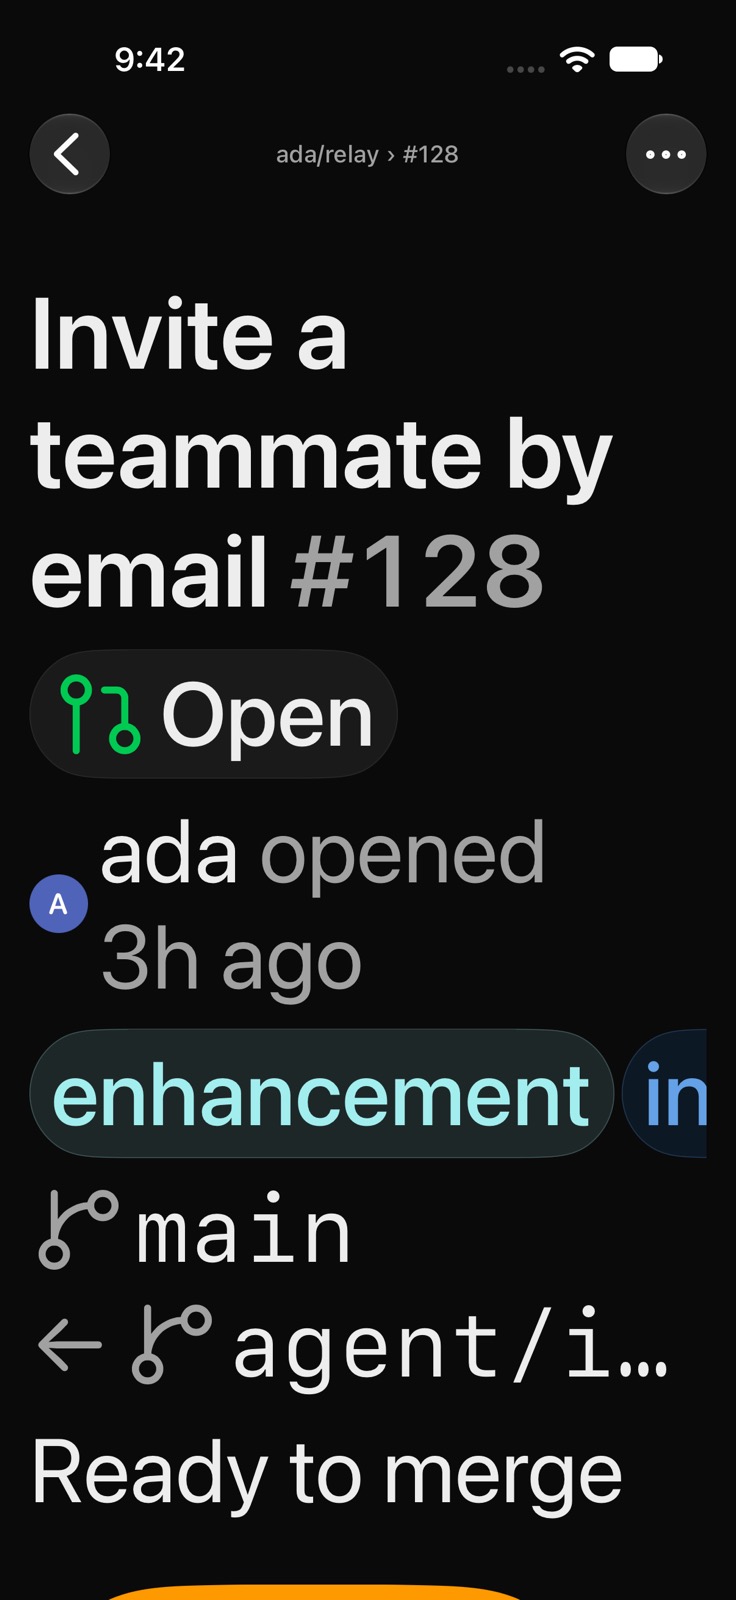 9:42
ada/relay › #128
Invite a
teammate by
email #128
Open
A
ada opened
3h ago
enhancement in
main
← agent/i…
Ready to merge